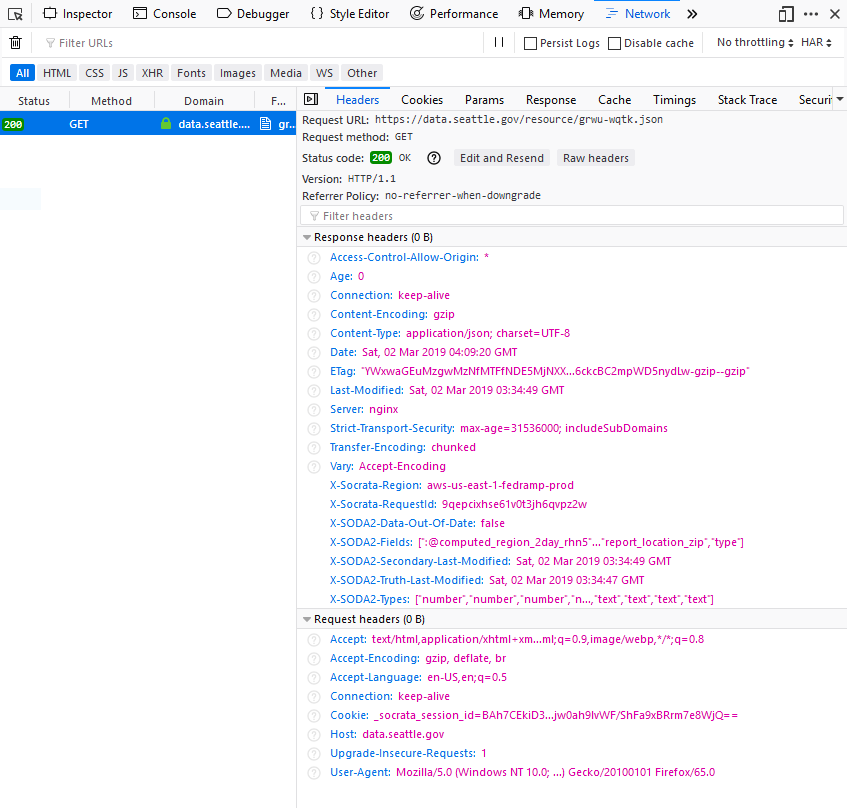 Inspector Console Debugger { } Style Editor Performance Memory Network
Filter URLs Persist Logs Disable cache No throttling HAR
All HTML CSS JS XHR Fonts Images Media WS Other
Status Method Domain F...
Headers Cookies Params Response Cache Timings Stack Trace Securi
200 GET data.seattle.... gr..
Request URL: https://data.seattle.gov/resource/grwu-wqtk.json
Request method: GET
Status code: 200 OK Edit and Resend Raw headers
Version: HTTP/1.1
Referrer Policy: no-referrer-when-downgrade
Filter headers
Response headers (0 B)
Access-Control-Allow-Origin: *
Age: 0
Connection: keep-alive
Content-Encoding: gzip
Content-Type: application/json; charset=UTF-8
Date: Sat, 02 Mar 2019 04:09:20 GMT
ETag: "YWxwaGEuMzgwMzNfMTFfNDE5MjNXX...6ckcBC2mpWD5nydLw-gzip--gzip"
Last-Modified: Sat, 02 Mar 2019 03:34:49 GMT
Server: nginx
Strict-Transport-Security: max-age=31536000; includeSubDomains
Transfer-Encoding: chunked
Vary: Accept-Encoding
X-Socrata-Region: aws-us-east-1-fedramp-prod
X-Socrata-RequestId: 9qepcixhse61v0t3jh6qvpz2w
X-SODA2-Data-Out-Of-Date: false
X-SODA2-Fields: [":@computed_region_2day_rhn5"..."report_location_zip","type"]
X-SODA2-Secondary-Last-Modified: Sat, 02 Mar 2019 03:34:49 GMT
X-SODA2-Truth-Last-Modified: Sat, 02 Mar 2019 03:34:47 GMT
X-SODA2-Types: ["number","number","number","n...,"text","text","text","text"]
Request headers (0 B)
Accept: text/html,application/xhtml+xm...ml;q=0.9,image/webp,*/*;q=0.8
Accept-Encoding: gzip, deflate, br
Accept-Language: en-US,en;q=0.5
Connection: keep-alive
Cookie: _socrata_session_id=BAh7CEkiD3...jw0ah9lvWF/ShFa9xBRrm7e8WjQ==
Host: data.seattle.gov
Upgrade-Insecure-Requests: 1
User-Agent: Mozilla/5.0 (Windows NT 10.0; ...) Gecko/20100101 Firefox/65.0